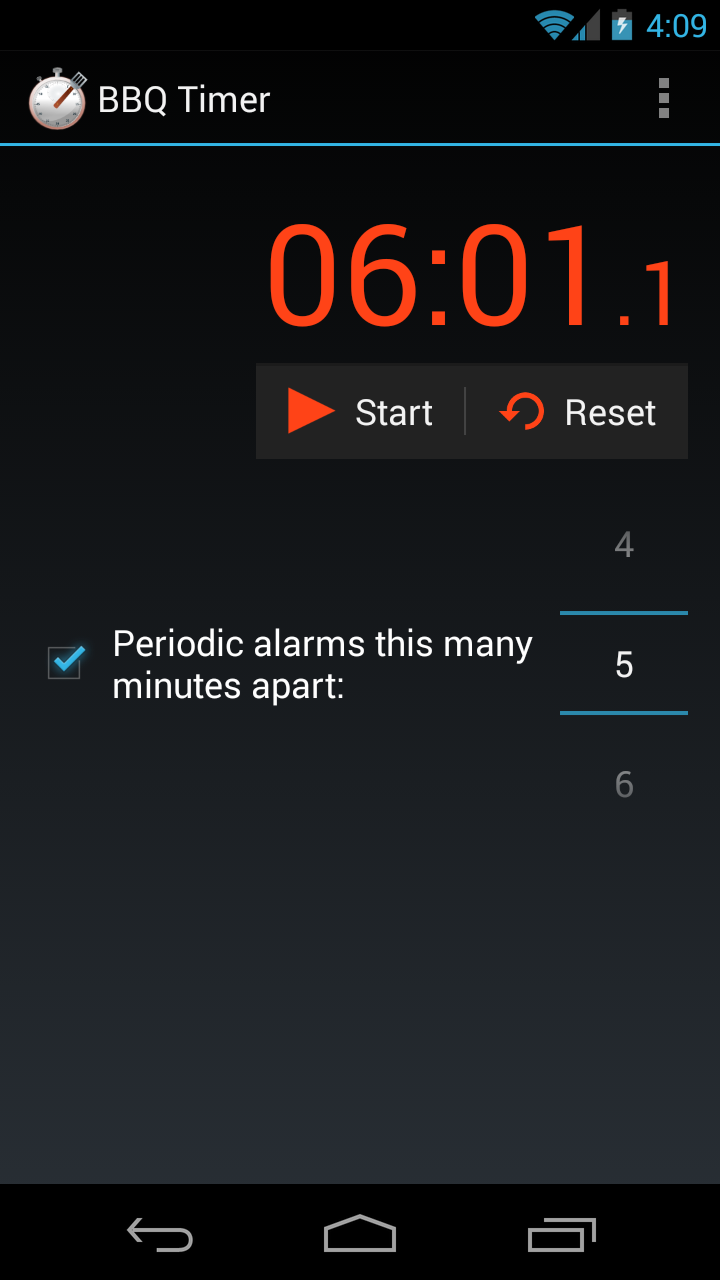 4:09
BBQ Timer
06:01.1
Start Reset
4
Periodic alarms this many
minutes apart:
5
6